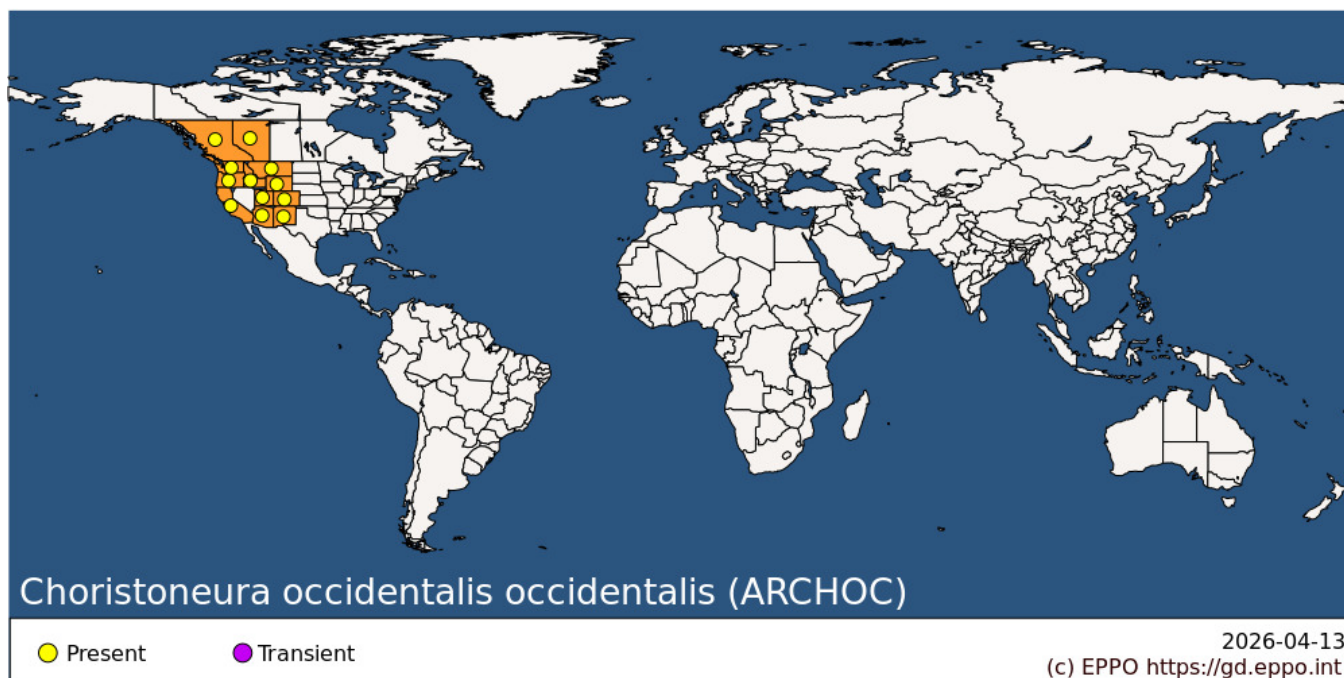 Choristoneura occidentalis occidentalis (ARCHOC)
Present
Transient
2026-04-13
(c) EPPO https://gd.eppo.int